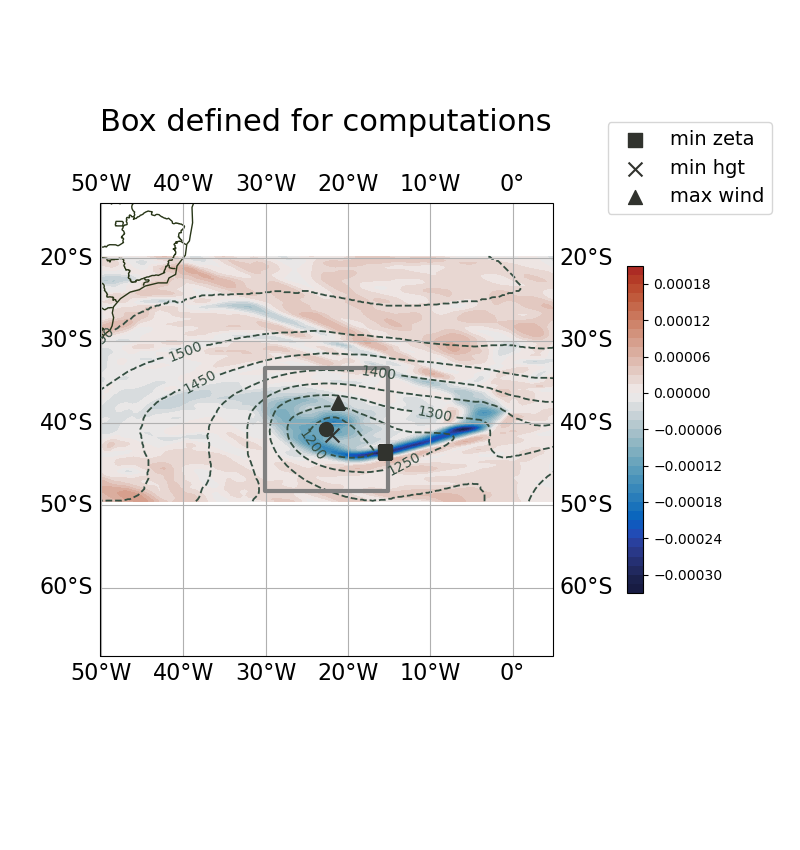 Box defined for computations
min zeta
min hgt
max wind
50°W 40°W 30°W 20°W 10°W 0°
20°S 20°S
30°S 30°S
40°S 40°S
50°S 50°S
60°S 60°S
50°W 40°W 30°W 20°W 10°W 0°
1500
1450
1400
1300
1200
1250
0.00018
0.00012
0.00006
0.00000
−0.00006
−0.00012
−0.00018
−0.00024
−0.00030